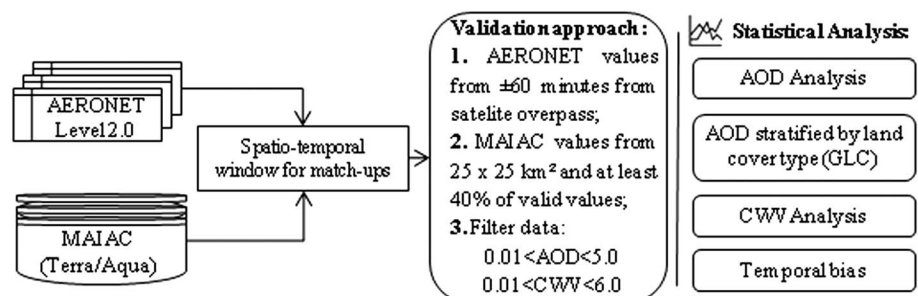 AERONET
Level2.0
MAIAC
(Terra/Aqua)
Spatio-temporal
window for match-ups
Validation approach:
1. AERONET values
from ±60 minutes from
satelite overpass;
2. MAIAC values from
25 x 25 km² and at least
40% of valid values;
3.Filter data:
0.01<AOD<5.0
0.01<CWV<6.0
Statistical Analysis:
AOD Analysis
AOD stratified by land
cover type (GLC)
CWV Analysis
Temporal bias